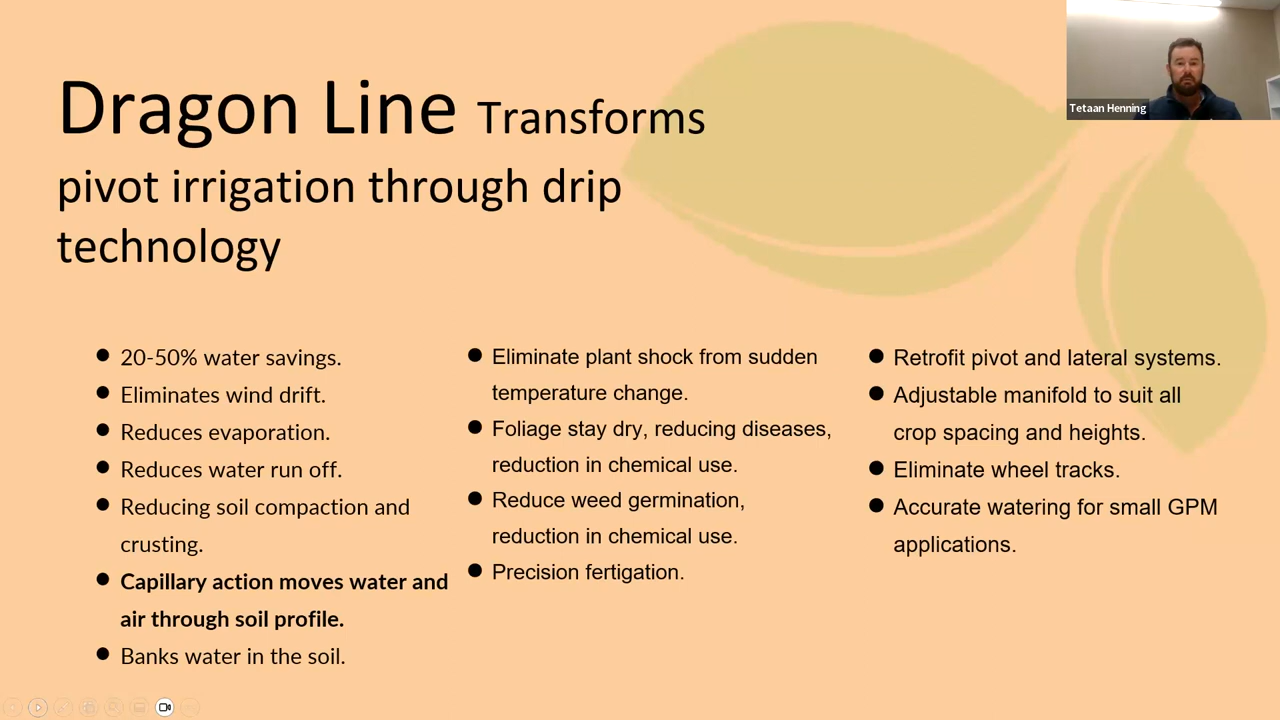 Dragon Line Transforms
pivot irrigation through drip
technology
Tetaan Henning
● 20-50% water savings.
● Eliminates wind drift.
● Reduces evaporation.
● Reduces water run off.
● Reducing soil compaction and
crusting.
● Capillary action moves water and
air through soil profile.
● Banks water in the soil.
● Eliminate plant shock from sudden
temperature change.
● Foliage stay dry, reducing diseases,
reduction in chemical use.
● Reduce weed germination,
reduction in chemical use.
● Precision fertigation.
● Retrofit pivot and lateral systems.
● Adjustable manifold to suit all
crop spacing and heights.
● Eliminate wheel tracks.
● Accurate watering for small GPM
applications.